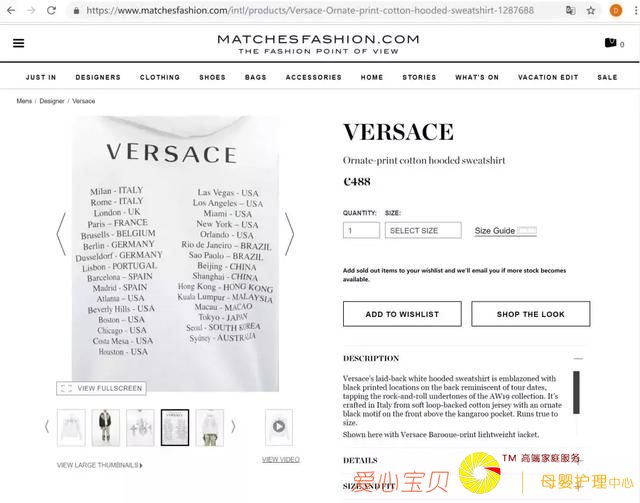 https://www.matchesfashion.com/intl/products/Versace-Ornate-print-cotton-hooded-sweatshirt-1287688
D
MATCHESFASHION.COM
THE FASHION POINT OF VIEW
0
JUST IN DESIGNERS CLOTHING SHOES BAGS ACCESSORIES HOME STORIES WHAT'S ON VACATION EDIT SALE
Mens / Designer / Versace
VERSACE
Milan - ITALY
Rome - ITALY
London - UK
Paris - FRANCE
Brusells - BELGIUM
Berlin - GERMANY
Dusseldorf - GERMANY
Lisbon - PORTUGAL
Barcelona - SPAIN
Madrid - SPAIN
Atlanta - USA
Beverly Hills - USA
Boston - USA
Chicago - USA
Costa Mesa - USA
Houston - USA
Las Vegas - USA
Los Angeles - USA
Miami - USA
New York - USA
Orlando - USA
Rio de Janeiro - BRAZIL
Sao Paolo - BRAZIL
Beijing - CHINA
Shanghai - CHINA
Hong Kong - HONG KONG
Kuala Lumpur - MALAYSIA
Macau - MACAO
Tokyo - JAPAN
Seoul - SOUTH KOREA
Sydney - AUSTRALIA
VIEW FULLSCREEN
VIEW LARGE THUMBNAILS
VIEW VIDEO
VERSACE
Ornate-print cotton hooded sweatshirt
€488
QUANTITY: SIZE:
1 SELECT SIZE Size Guide
Add sold out items to your wishlist and we'll email you if more stock becomes
available.
ADD TO WISHLIST SHOP THE LOOK
DESCRIPTION
Versace's laid-back white hooded sweatshirt is emblazoned with
black printed locations on the back reminiscent of tour dates,
tapping the rock-and-roll undertones of the AW19 collection. It's
crafted in Italy from soft loop-backed cotton jersey with an ornate
black motif on the front above the kangaroo pocket. Runs true to
size.
Shown here with Versace Baroque-print lightweight jacket.
DETAILS
SIZE AND FIT
爱心宝贝
TM 高端家庭服务
母婴护理中心